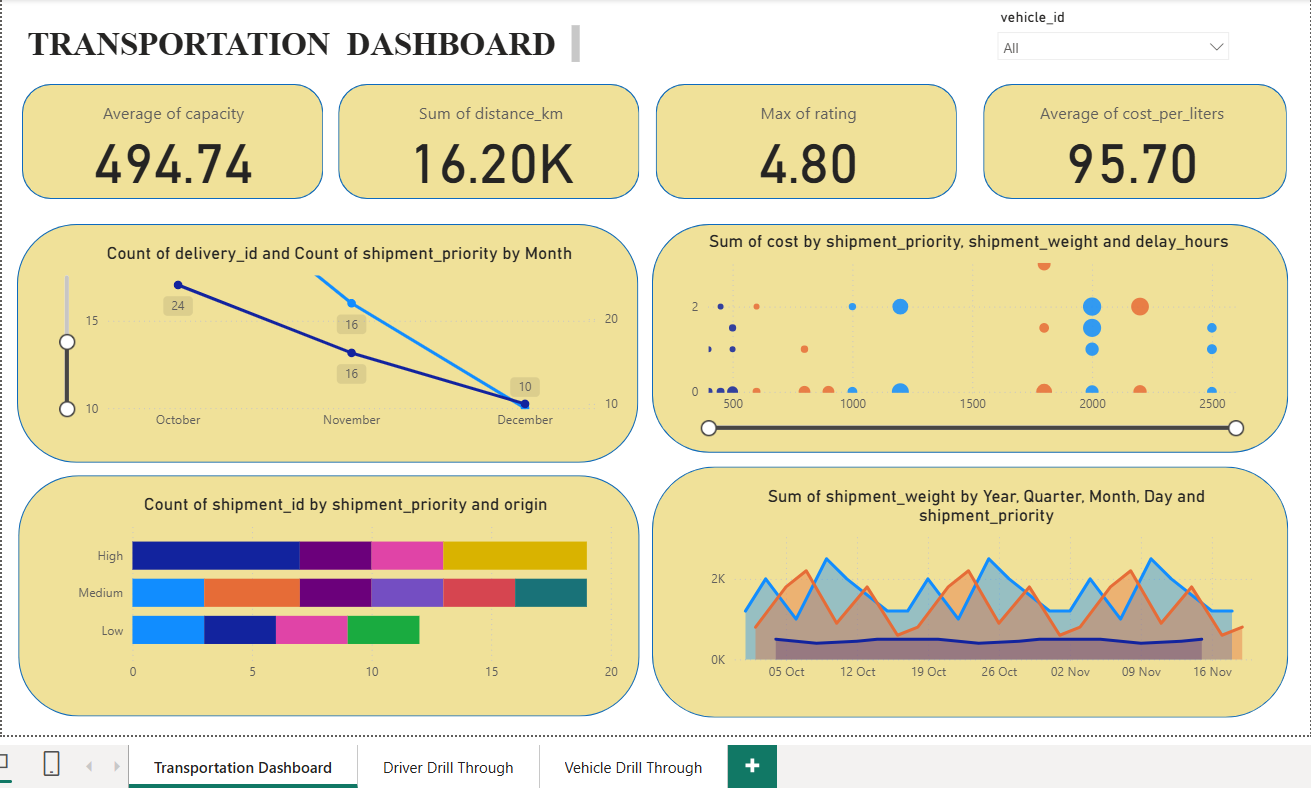 vehicle_id
TRANSPORTATION DASHBOARD
All
Average of capacity
494.74
Sum of distance_km
16.20K
Max of rating
4.80
Average of cost_per_liters
95.70
Count of delivery_id and Count of shipment_priority by Month
24
16
16
10
15
10
20
10
October
November
December
Sum of cost by shipment_priority, shipment_weight and delay_hours
2
0
500
1000
1500
2000
2500
Count of shipment_id by shipment_priority and origin
High
Medium
Low
0
5
10
15
20
Sum of shipment_weight by Year, Quarter, Month, Day and
shipment_priority
2K
0K
05 Oct
12 Oct
19 Oct
26 Oct
02 Nov
09 Nov
16 Nov
Transportation Dashboard
Driver Drill Through
Vehicle Drill Through